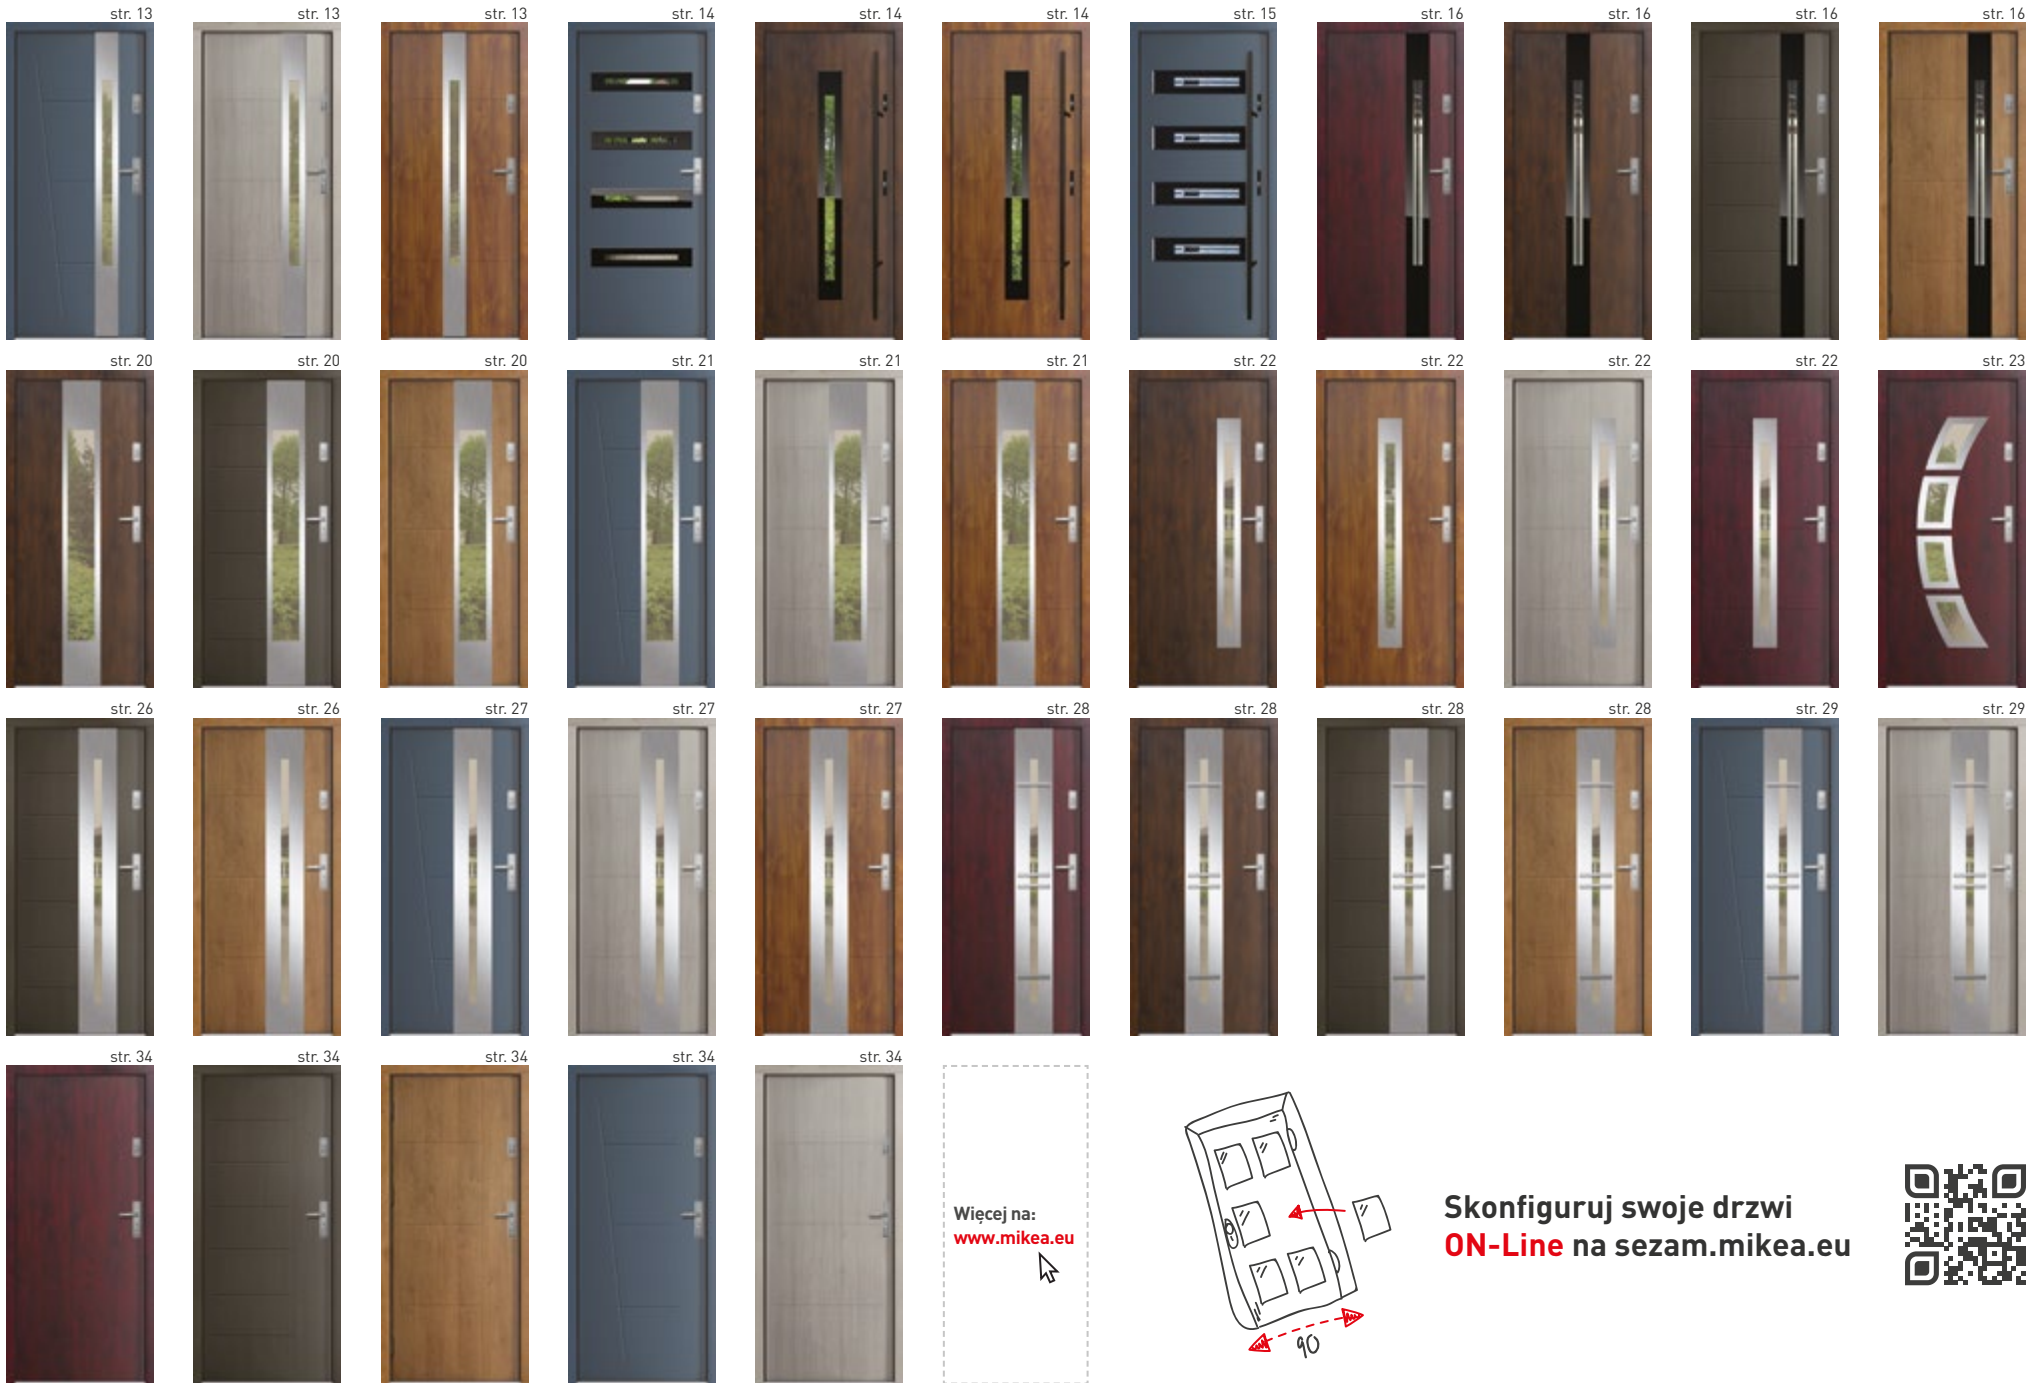 str. 13 str. 13 str. 13 str. 14 str. 14 str. 14 str. 15 str. 16 str. 16 str. 16 str. 16
str. 20 str. 20 str. 20 str. 21 str. 21 str. 21 str. 22 str. 22 str. 22 str. 22 str. 23
str. 26 str. 26 str. 27 str. 27 str. 27 str. 28 str. 28 str. 28 str. 28 str. 29 str. 29
str. 34 str. 34 str. 34 str. 34 str. 34
Więcej na:
www.mikea.eu
90
Skonfiguruj swoje drzwi
ON-Line na sezam.mikea.eu